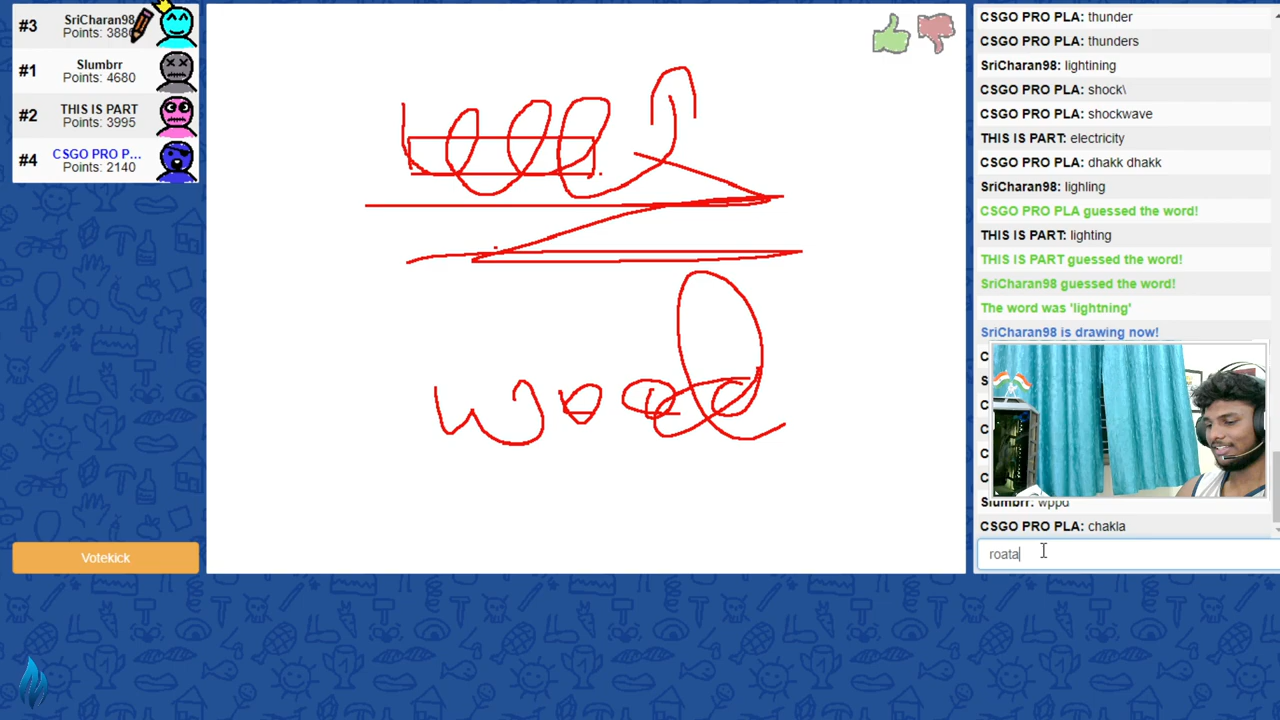 #3 SriCharan98
Points: 388
#1 Slumbrr
Points: 4680
#2 THIS IS PART
Points: 3995
#4 CSGO PRO P...
Points: 2140
Votekick
wood
CSGO PRO PLA: thunder
CSGO PRO PLA: thunders
SriCharan98: lightining
CSGO PRO PLA: shock\
CSGO PRO PLA: shockwave
THIS IS PART: electricity
CSGO PRO PLA: dhakk dhakk
SriCharan98: lighling
CSGO PRO PLA guessed the word!
THIS IS PART: lighting
THIS IS PART guessed the word!
SriCharan98 guessed the word!
The word was 'lightning'
SriCharan98 is drawing now!
C
S
C
C
C
C
Slumbrr: wppd
CSGO PRO PLA: chakla
roata